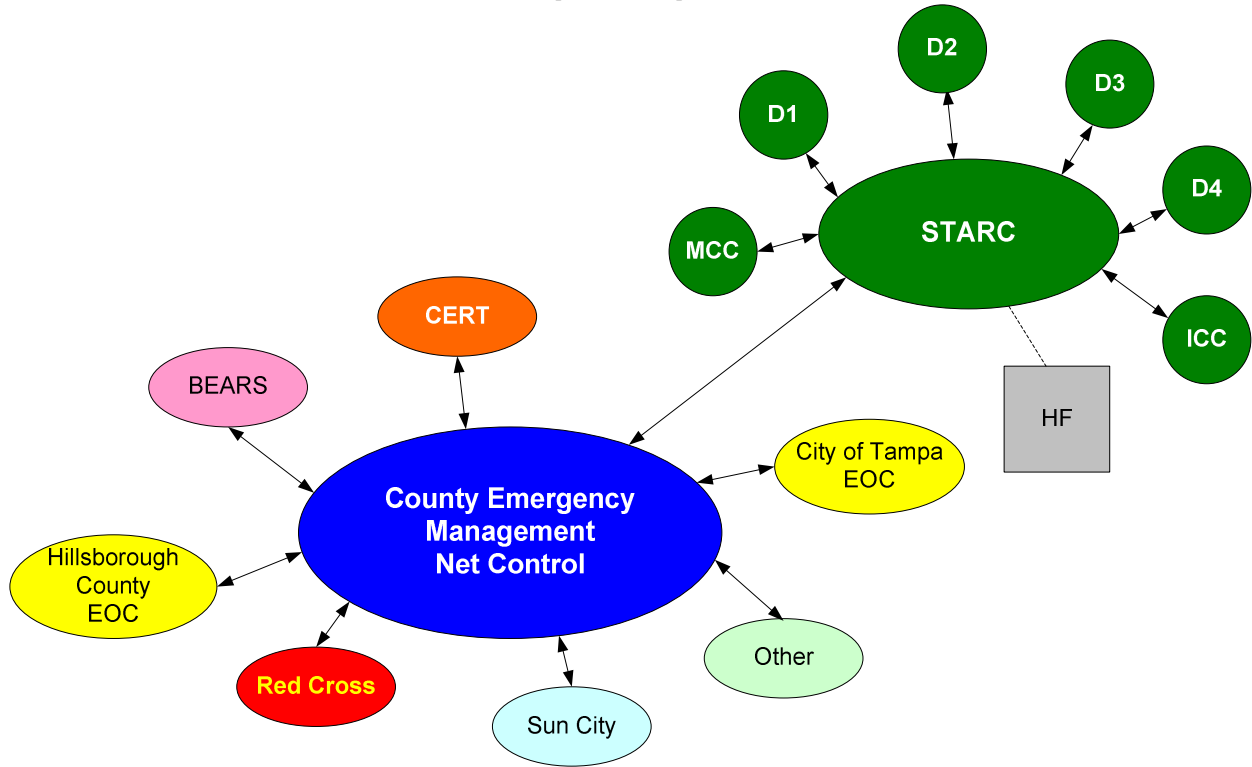 D2
D3
D1
D4
STARC
MCC
CERT
ICC
BEARS
HF
City of Tampa
EOC
County Emergency
Management
Net Control
Hillsborough
County
EOC
Other
Red Cross
Sun City